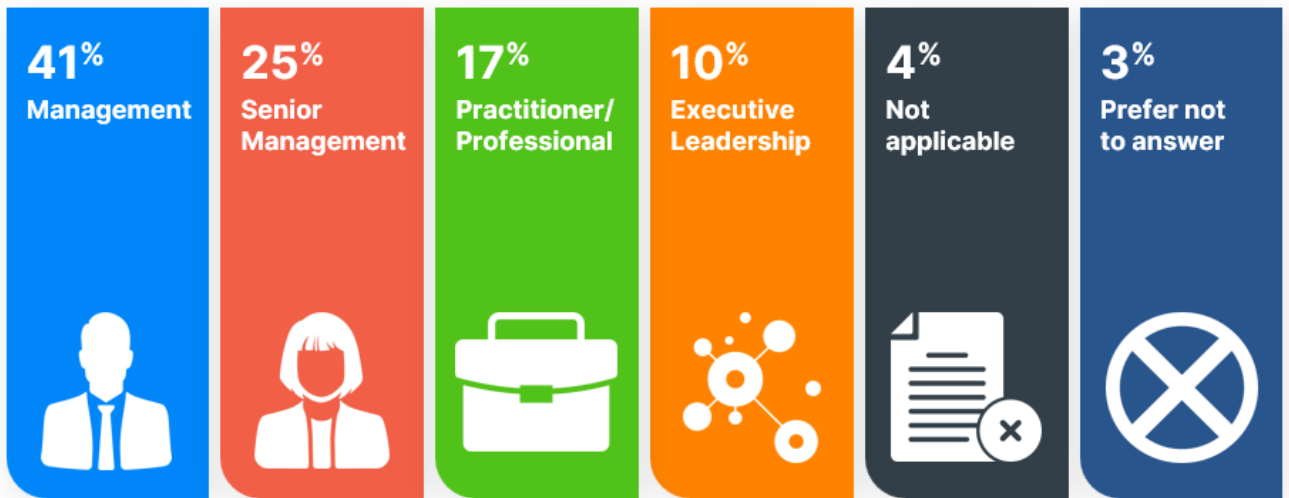 41%
Management
25%
Senior
Management
17%
Practitioner/
Professional
10%
Executive
Leadership
4%
Not
applicable
3%
Prefer not
to answer